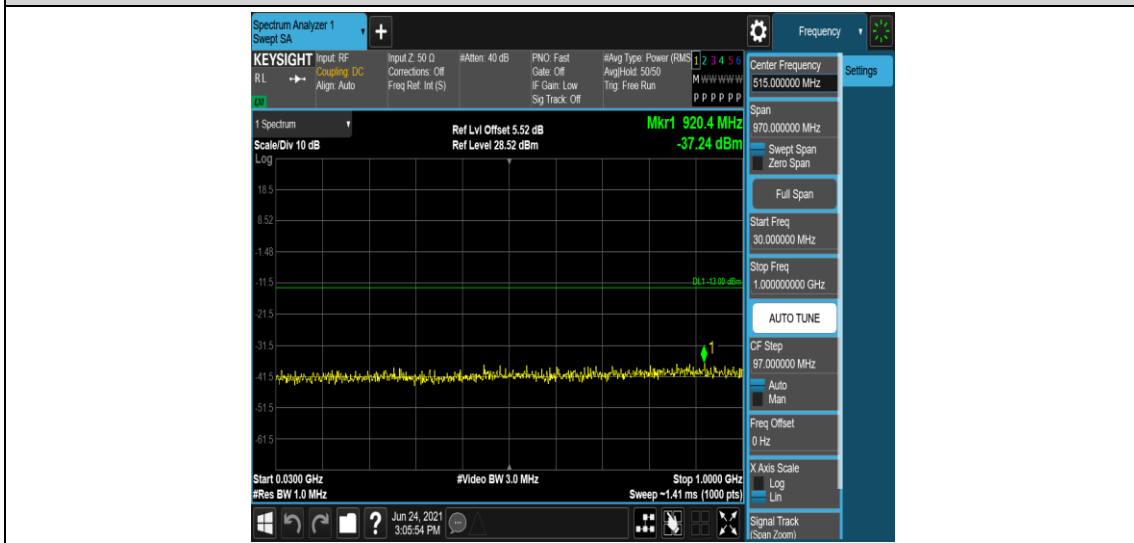 Spectrum Analyzer 1
Swept SA
+
Frequency
KEYSIGHT
RL
LXI
Input: RF
Coupling: DC
Align: Auto
Input Z: 50 Ω
Corrections: Off
Freq Ref: Int (S)
#Atten: 40 dB
PNO: Fast
Gate: Off
IF Gain: Low
Sig Track: Off
#Avg Type: Power (RMS
Avg|Hold: 50/50
Trig: Free Run
1 2 3 4 5 6
M W W W W W
P P P P P P
1 Spectrum
Scale/Div 10 dB
Log
Ref Lvl Offset 5.52 dB
Ref Level 28.52 dBm
Mkr1 920.4 MHz
-37.24 dBm
18.5
8.52
-1.48
-11.5
-21.5
-31.5
-41.5
-51.5
-61.5
DL1 -13.00 dBm
1
Start 0.0300 GHz
#Res BW 1.0 MHz
#Video BW 3.0 MHz
Stop 1.0000 GHz
Sweep ~1.41 ms (1000 pts)
Jun 24, 2021
3:05:54 PM
?
Center Frequency
515.000000 MHz
Settings
Span
970.000000 MHz
Swept Span
Zero Span
Full Span
Start Freq
30.000000 MHz
Stop Freq
1.000000000 GHz
AUTO TUNE
CF Step
97.000000 MHz
Auto
Man
Freq Offset
0 Hz
X Axis Scale
Log
Lin
Signal Track
(Span Zoom)